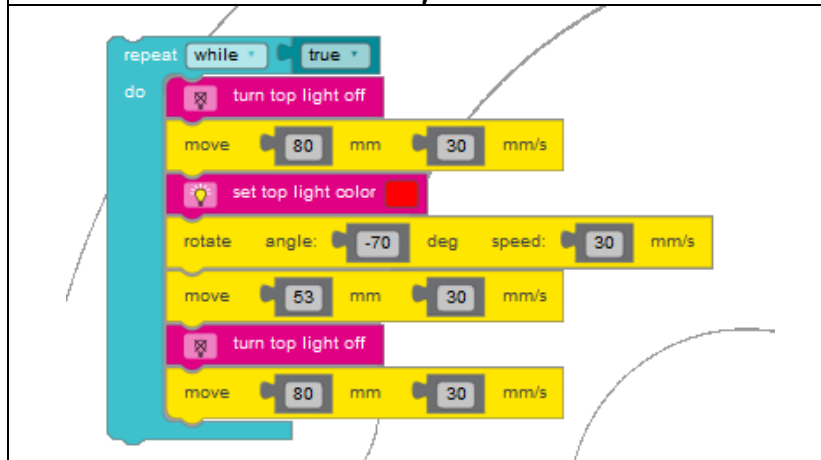 repeat while true
do turn top light off
move 80 mm 30 mm/s
set top light color
rotate angle: -70 deg speed: 30 mm/s
move 53 mm 30 mm/s
turn top light off
move 80 mm 30 mm/s